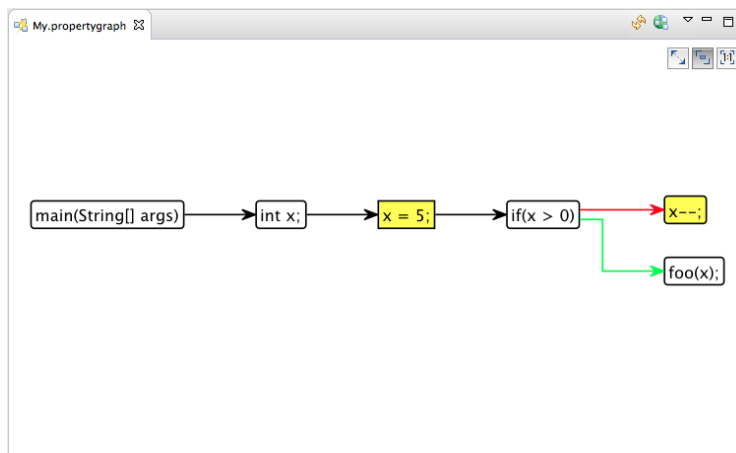 My.propertygraph
main(String[] args)
int x;
x = 5;
if(x > 0)
x--;
foo(x);